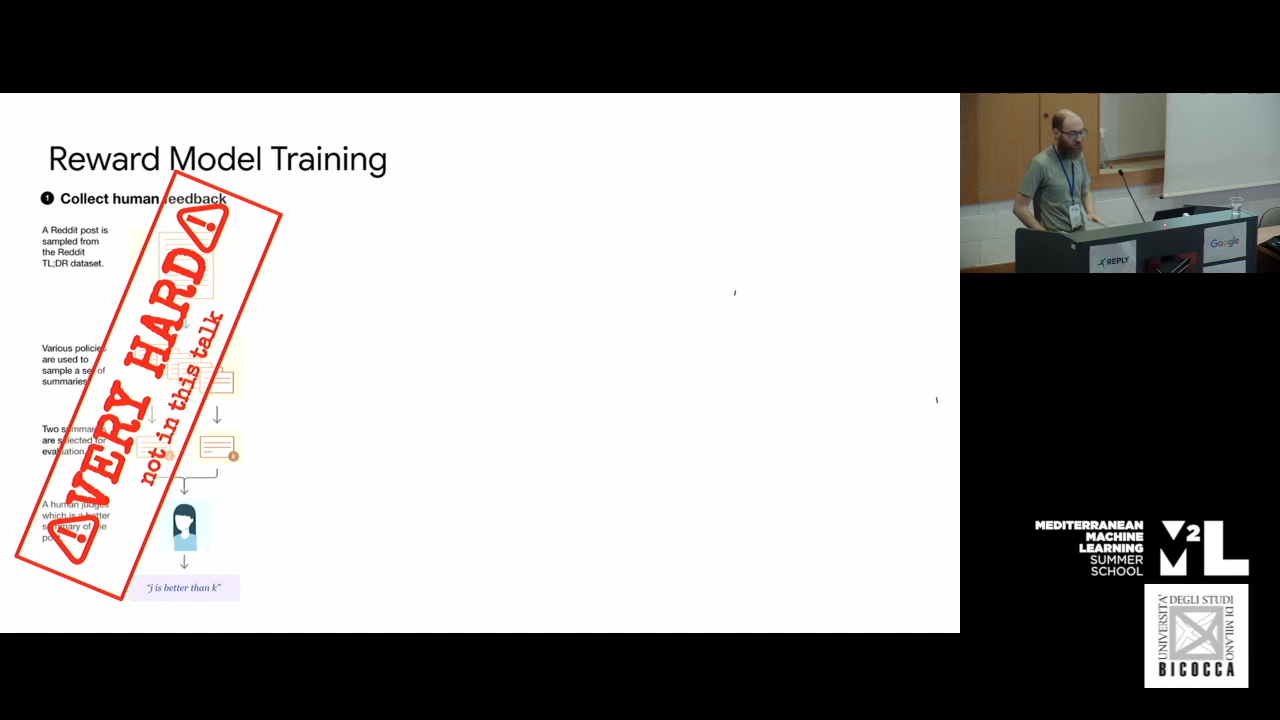 Reward Model Training
1 Collect human feedback
A Reddit post is
sampled from
the Reddit
TL;DR dataset.
Various policies
are used to
sample a set of
summaries.
Two summaries
are selected for
evaluation.
j
k
A human judges
which is a better
summary of the
post.
"j is better than k"
VERY HARD
not in this talk
REPLY
Google
MEDITERRANEAN
MACHINE
LEARNING
SUMMER
SCHOOL
M2L
UNIVERSITA'
DEGLI STUDI
DI MILANO
BICOCCA